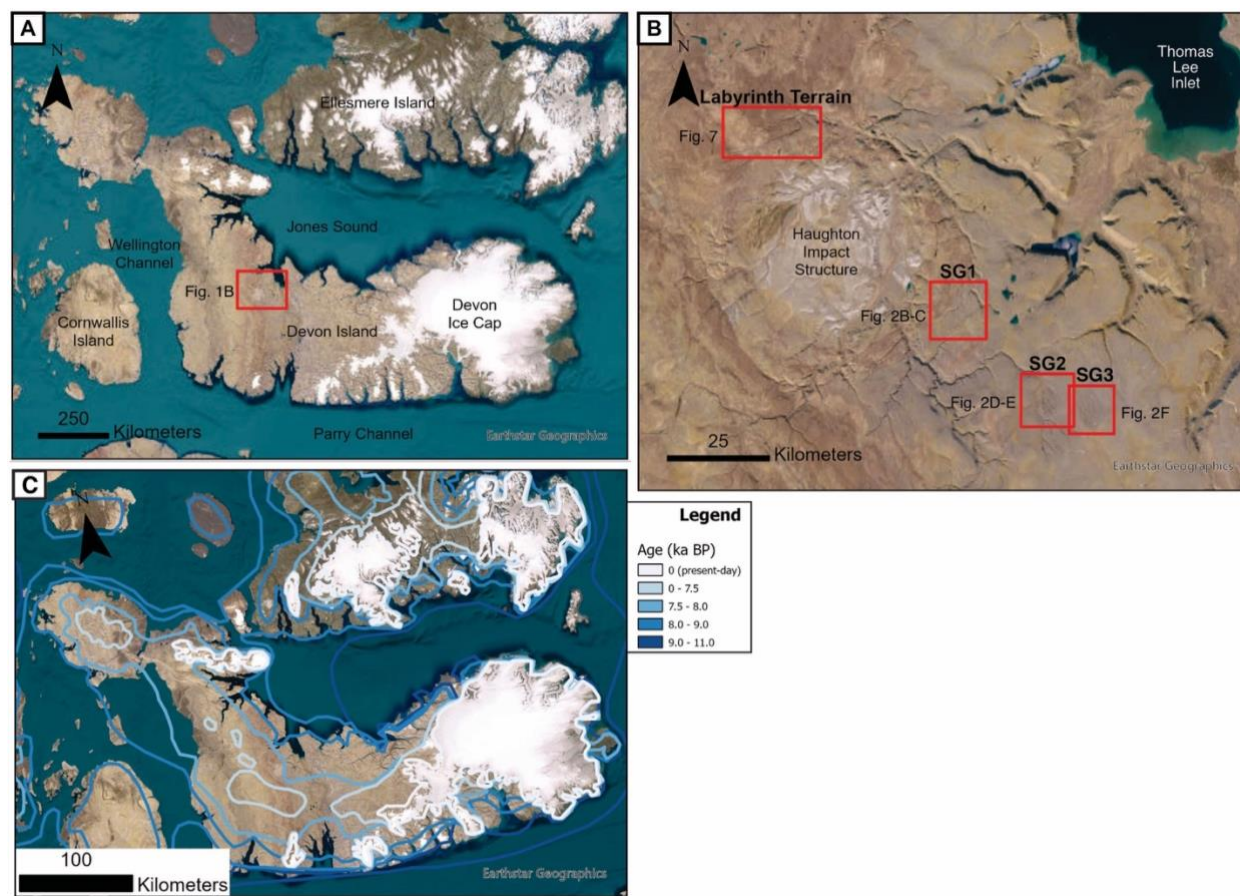 A
N
Ellesmere Island
Jones Sound
Wellington
Channel
Fig. 1B
Cornwallis
Island
Devon Island
Devon
Ice Cap
250
Kilometers
Parry Channel
Earthstar Geographics
B
N
Thomas
Lee
Inlet
Labyrinth Terrain
Fig. 7
Haughton
Impact
Structure
SG1
Fig. 2B-C
SG2
SG3
Fig. 2D-E
Fig. 2F
25
Kilometers
Earthstar Geographics
C
N
100
Kilometers
Earthstar Geographics
Legend
Age (ka BP)
0 (present-day)
0 - 7.5
7.5 - 8.0
8.0 - 9.0
9.0 - 11.0